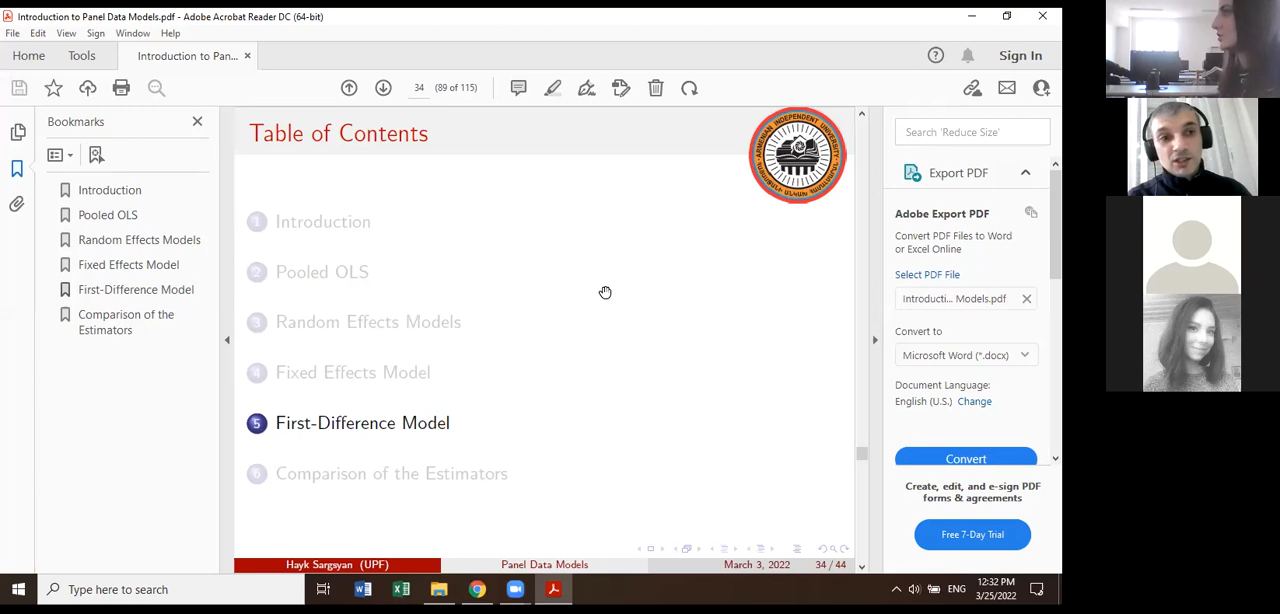 Introduction to Panel Data Models.pdf - Adobe Acrobat Reader DC (64-bit)
File Edit View Sign Window Help
Home Tools Introduction to Pan... × Sign In
34 (89 of 115)
Bookmarks
Introduction
Pooled OLS
Random Effects Models
Fixed Effects Model
First-Difference Model
Comparison of the
Estimators
Table of Contents
ARMENIAN INDEPENDENT UNIVERSITY
1 Introduction
2 Pooled OLS
3 Random Effects Models
4 Fixed Effects Model
5 First-Difference Model
6 Comparison of the Estimators
Hayk Sargsyan (UPF) Panel Data Models March 3, 2022 34 / 44
Search 'Reduce Size'
Export PDF
Adobe Export PDF
Convert PDF Files to Word
or Excel Online
Select PDF File
Introducti... Models.pdf
Convert to
Microsoft Word (*.docx)
Document Language:
English (U.S.) Change
Convert
Create, edit, and e-sign PDF
forms & agreements
Free 7-Day Trial
Type here to search
ENG
12:32 PM
3/25/2022